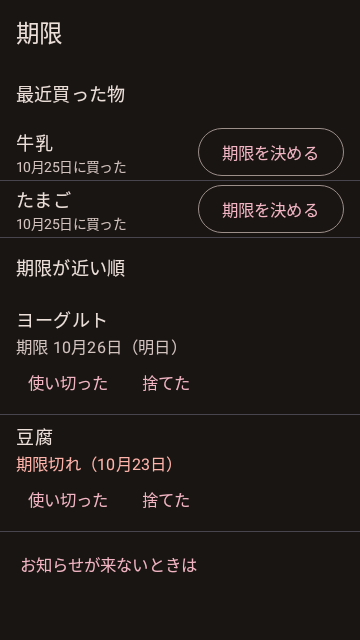 期限
最近買った物
牛乳
10月25日に買った
期限を決める
たまご
10月25日に買った
期限を決める
期限が近い順
ヨーグルト
期限 10月26日（明日）
使い切った 捨てた
豆腐
期限切れ（10月23日）
使い切った 捨てた
お知らせが来ないときは